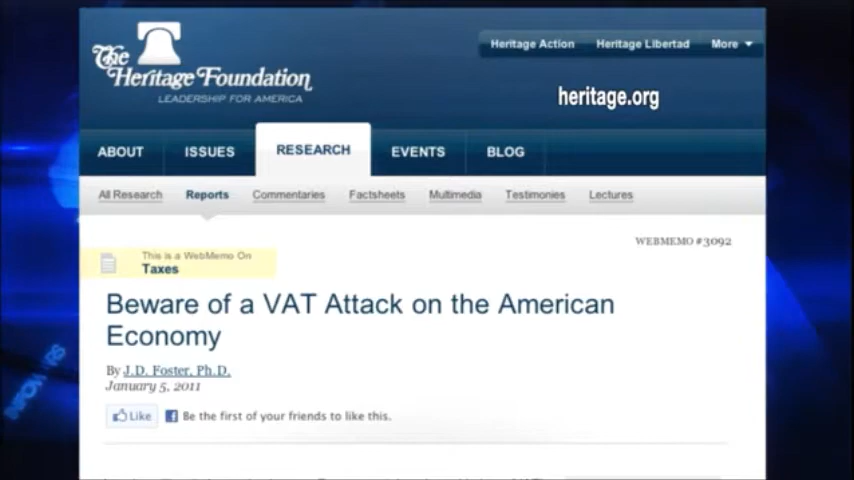 The
Heritage Foundation
LEADERSHIP FOR AMERICA
Heritage Action Heritage Libertad More
heritage.org
ABOUT ISSUES RESEARCH EVENTS BLOG
All Research Reports Commentaries Factsheets Multimedia Testimonies Lectures
WEBMEMO #3092
This is a WebMemo On
Taxes
Beware of a VAT Attack on the American
Economy
By J.D. Foster, Ph.D.
January 5, 2011
Like Be the first of your friends to like this.
INFOWARS